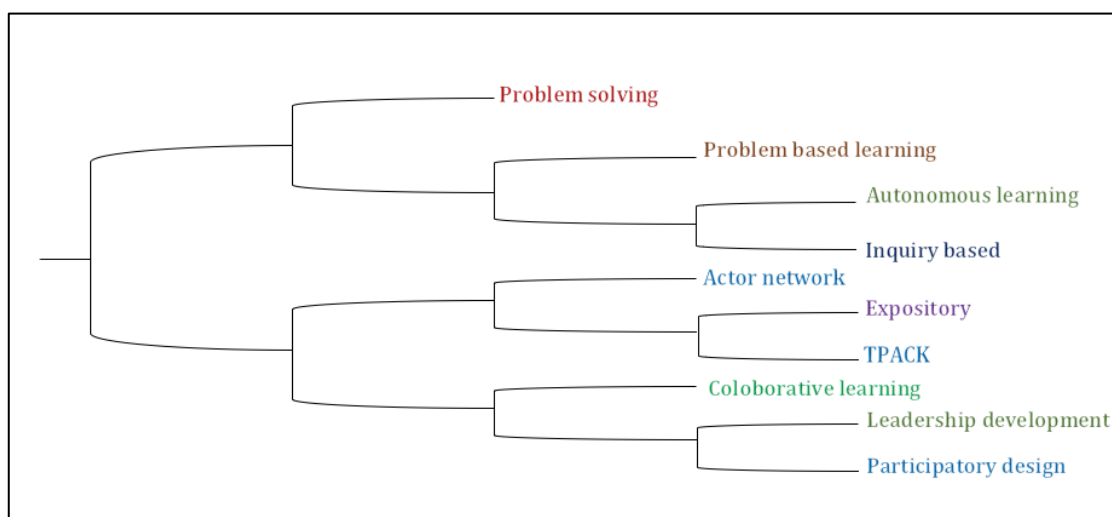 Problem solving
Problem based learning
Autonomous learning
Inquiry based
Actor network
Expository
TPACK
Coloborative learning
Leadership development
Participatory design